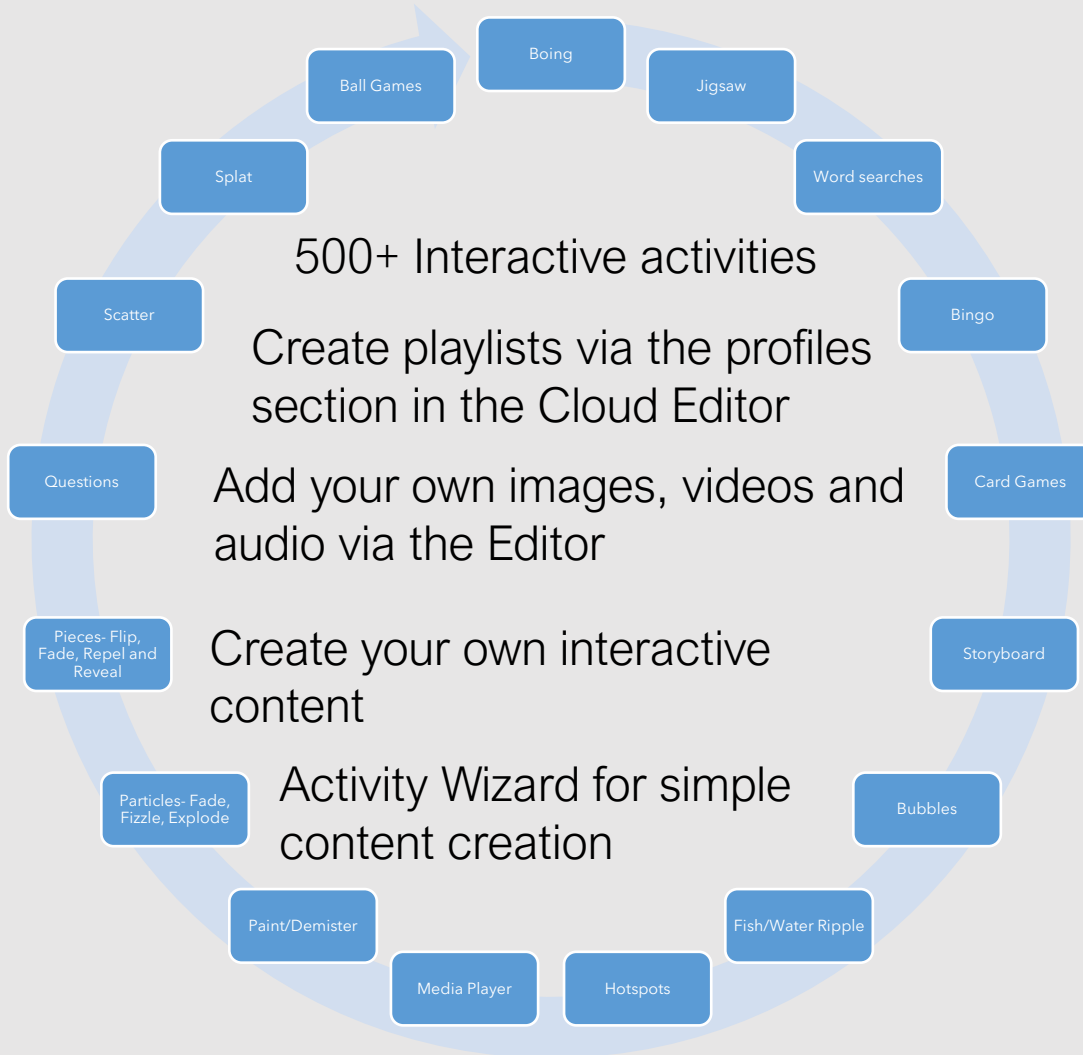 Boing
Jigsaw
Word searches
Bingo
Card Games
Storyboard
Bubbles
Fish/Water Ripple
Hotspots
Media Player
Paint/Demister
Particles- Fade,
Fizzle, Explode
Pieces- Flip,
Fade, Repel and
Reveal
Questions
Scatter
Splat
Ball Games
500+ Interactive activities
Create playlists via the profiles
section in the Cloud Editor
Add your own images, videos and
audio via the Editor
Create your own interactive
content
Activity Wizard for simple
content creation